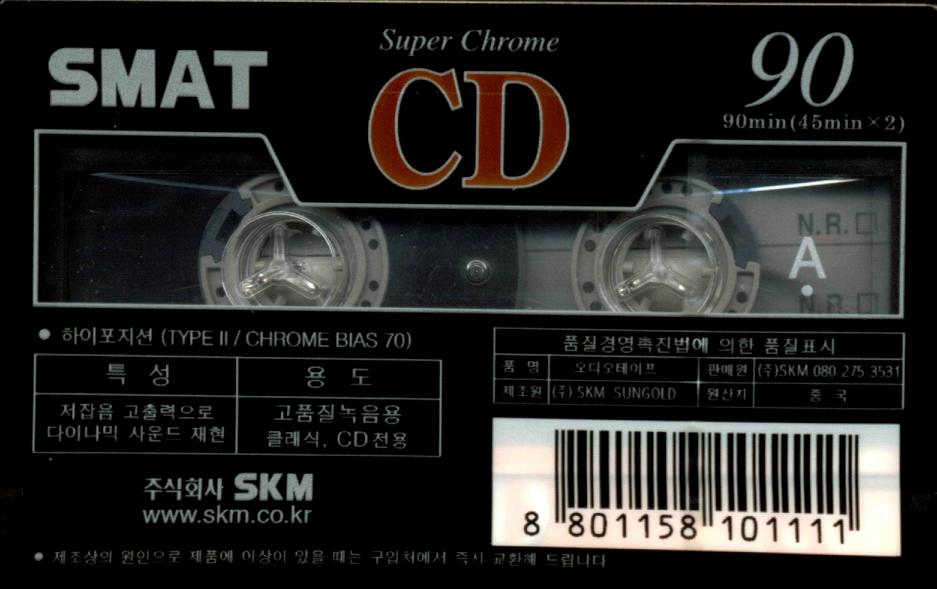 SMAT
Super Chrome
CD
90
90min(45min×2)
N.R.
A
N.R.
● 하이포지션 (TYPE II / CHROME BIAS 70)
특 성 용 도
저잡음 고출력으로 고품질녹음용
다이나믹 사운드 재현 클래식, CD전용
품질경영촉진법에 의한 품질표시
품 명 오디오테이프 판매원 (주)SKM 080-275-3531
제조원 (주) SKM SUNGOLD 원산지 중 국
주식회사 SKM
www.skm.co.kr
8 801158 101111
● 제조상의 원인으로 제품에 이상이 있을 때는 구입처에서 즉시 교환해 드립니다